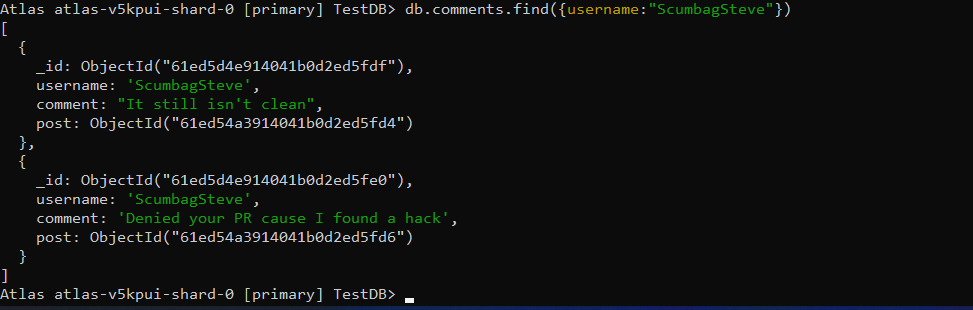 Atlas atlas-v5kpui-shard-0 [primary] TestDB> db.comments.find({username:"ScumbagSteve"})
[
  {
    _id: ObjectId("61ed5d4e914041b0d2ed5fdf"),
    username: 'ScumbagSteve',
    comment: "It still isn't clean",
    post: ObjectId("61ed54a3914041b0d2ed5fd4")
  },
  {
    _id: ObjectId("61ed5d4e914041b0d2ed5fe0"),
    username: 'ScumbagSteve',
    comment: 'Denied your PR cause I found a hack',
    post: ObjectId("61ed54a3914041b0d2ed5fd6")
  }
]
Atlas atlas-v5kpui-shard-0 [primary] TestDB>